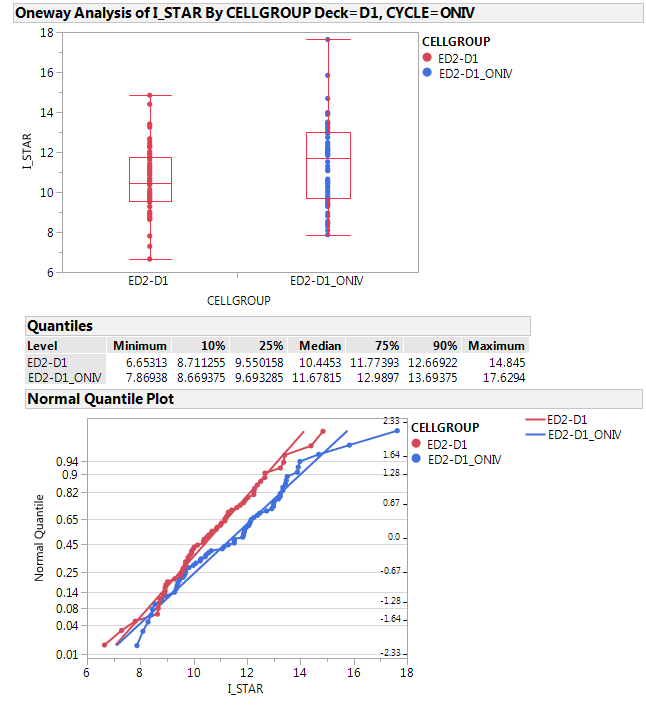 Oneway Analysis of I_STAR By CELLGROUP Deck=D1, CYCLE=ONIV
18
16
14
12
10
8
6
I_STAR
ED2-D1
ED2-D1_ONIV
CELLGROUP
CELLGROUP
ED2-D1
ED2-D1_ONIV
Quantiles
Level Minimum 10% 25% Median 75% 90% Maximum
ED2-D1 6.65313 8.711255 9.550158 10.4453 11.77393 12.66922 14.845
ED2-D1_ONIV 7.86938 8.669375 9.693285 11.67815 12.9897 13.69375 17.6294
Normal Quantile Plot
0.94
0.9
0.82
0.65
0.45
0.25
0.14
0.08
0.04
0.01
Normal Quantile
2.33
1.64
1.28
0.67
0.0
-0.67
-1.28
-1.64
-2.33
6 8 10 12 14 16 18
I_STAR
CELLGROUP
ED2-D1
ED2-D1_ONIV
ED2-D1
ED2-D1_ONIV